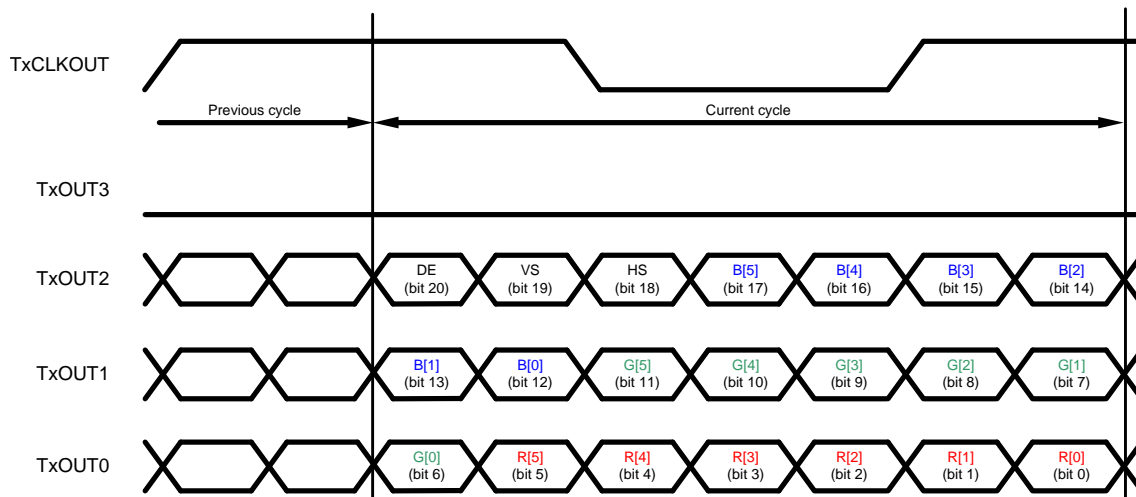 TxCLKOUT
Previous cycle
Current cycle
TxOUT3
TxOUT2
DE
(bit 20)
VS
(bit 19)
HS
(bit 18)
B[5]
(bit 17)
B[4]
(bit 16)
B[3]
(bit 15)
B[2]
(bit 14)
TxOUT1
B[1]
(bit 13)
B[0]
(bit 12)
G[5]
(bit 11)
G[4]
(bit 10)
G[3]
(bit 9)
G[2]
(bit 8)
G[1]
(bit 7)
TxOUT0
G[0]
(bit 6)
R[5]
(bit 5)
R[4]
(bit 4)
R[3]
(bit 3)
R[2]
(bit 2)
R[1]
(bit 1)
R[0]
(bit 0)